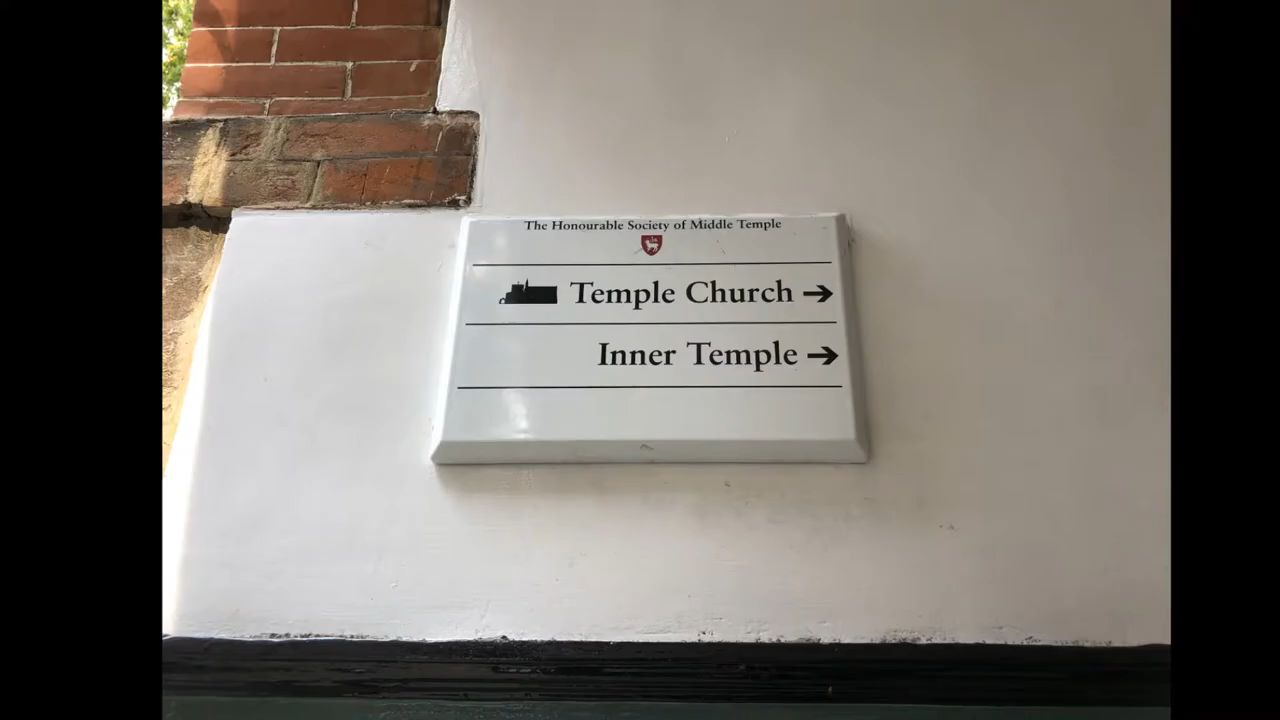 The Honourable Society of Middle Temple
Temple Church →
Inner Temple →